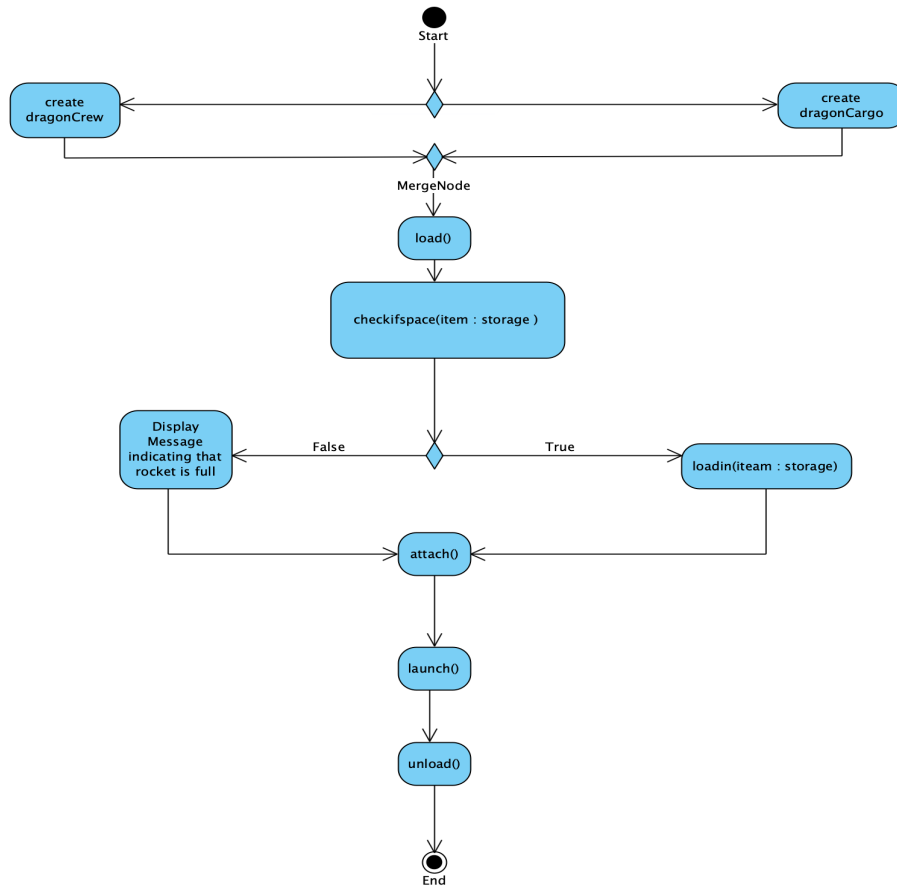 Start
create
dragonCrew
create
dragonCargo
MergeNode
load()
checkifspace(item : storage )
Display
Message
indicating that
rocket is full
False
True
loadin(iteam : storage)
attach()
launch()
unload()
End